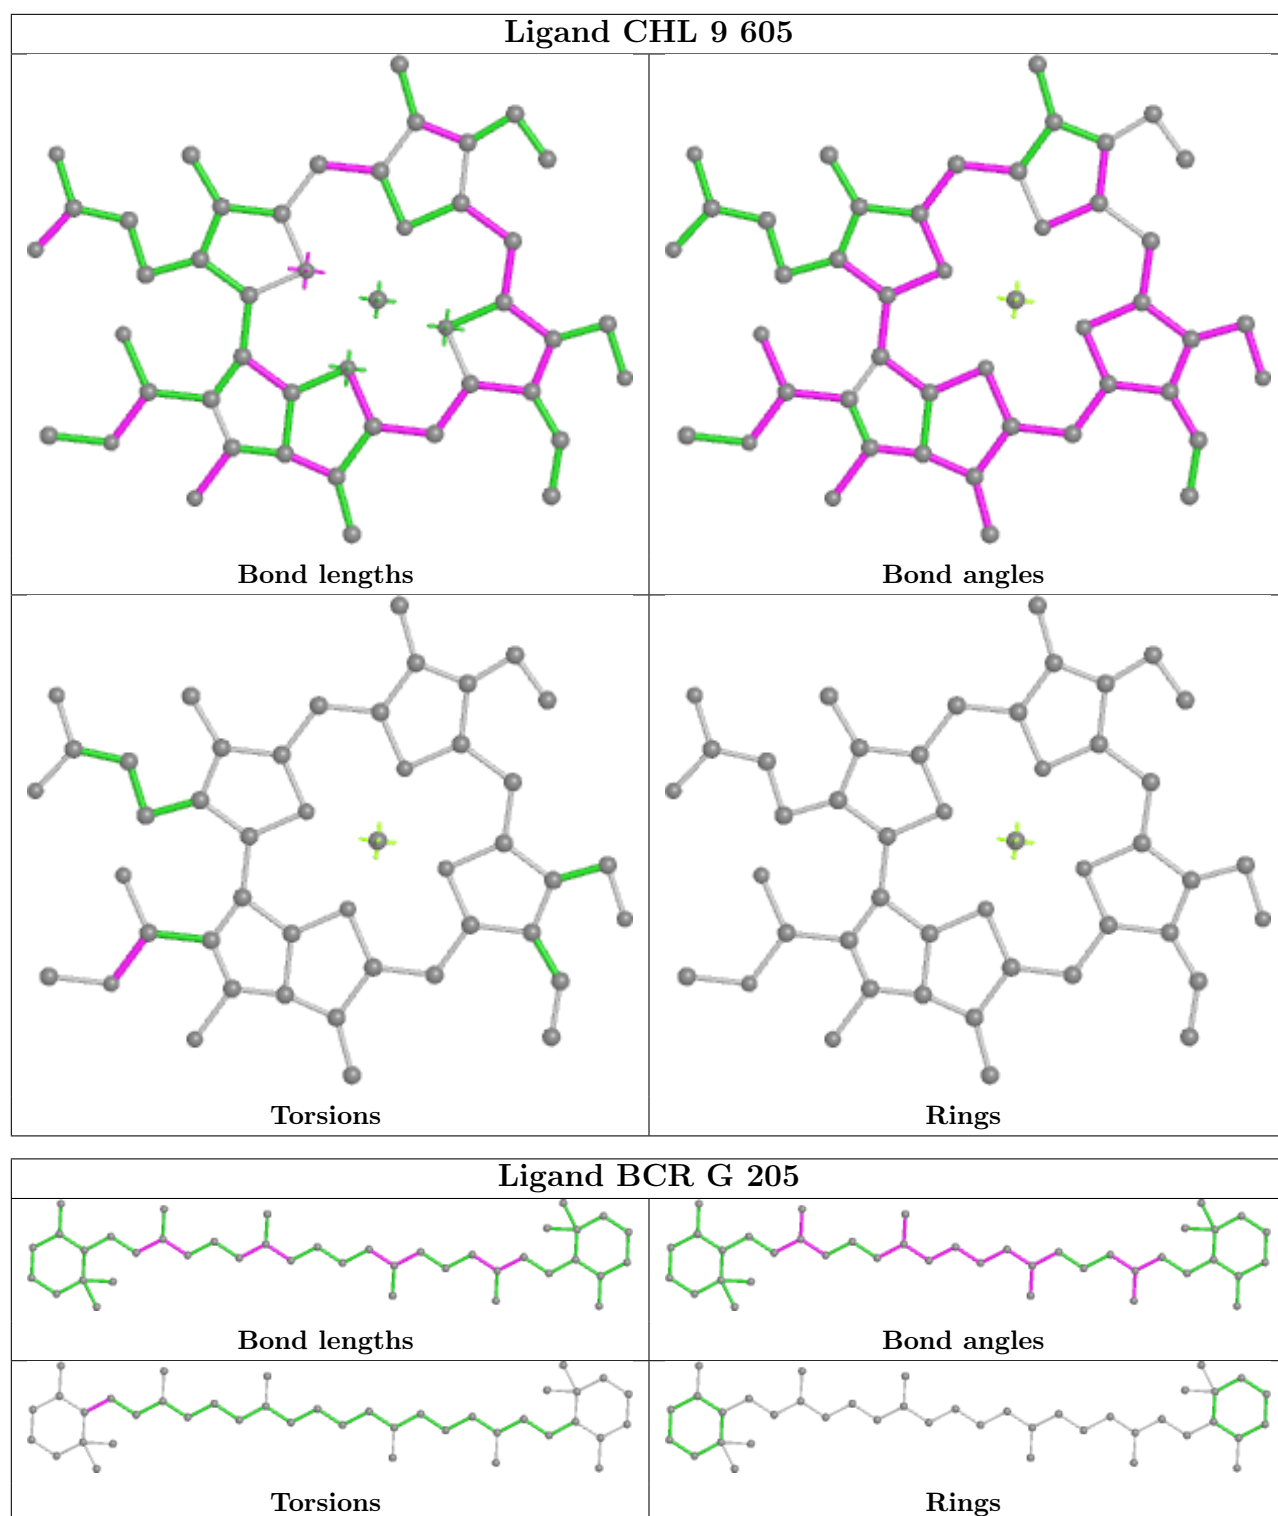 Ligand CHL 9 605
Bond lengths
Bond angles
Torsions
Rings
Ligand BCR G 205
Bond lengths
Bond angles
Torsions
Rings